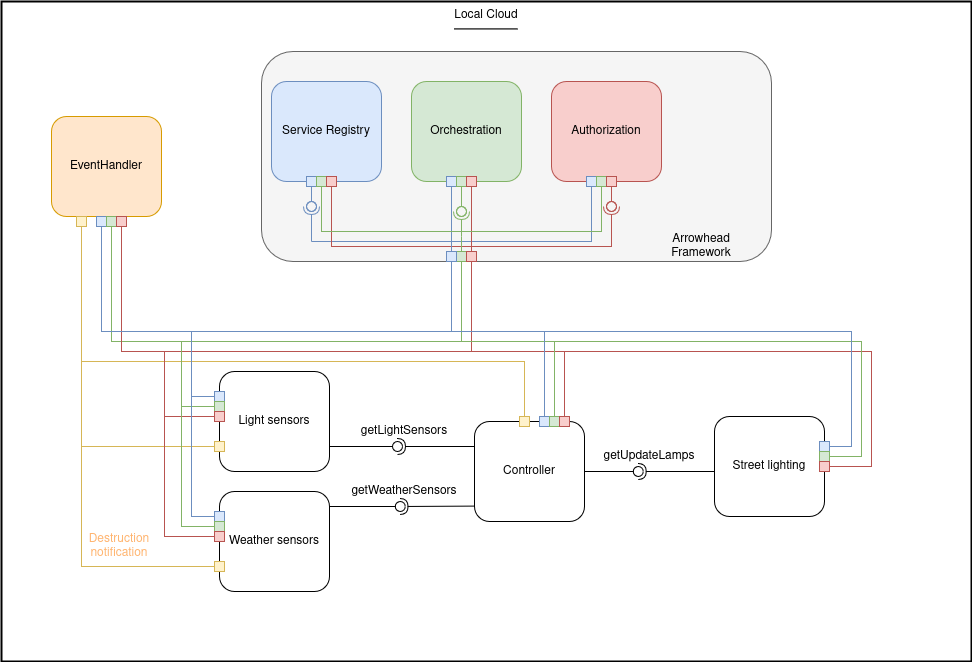 Local Cloud
Service Registry
Orchestration
Authorization
EventHandler
Arrowhead
Framework
Light sensors
getLightSensors
Controller
getUpdateLamps
Street lighting
getWeatherSensors
Destruction
notification
Weather sensors